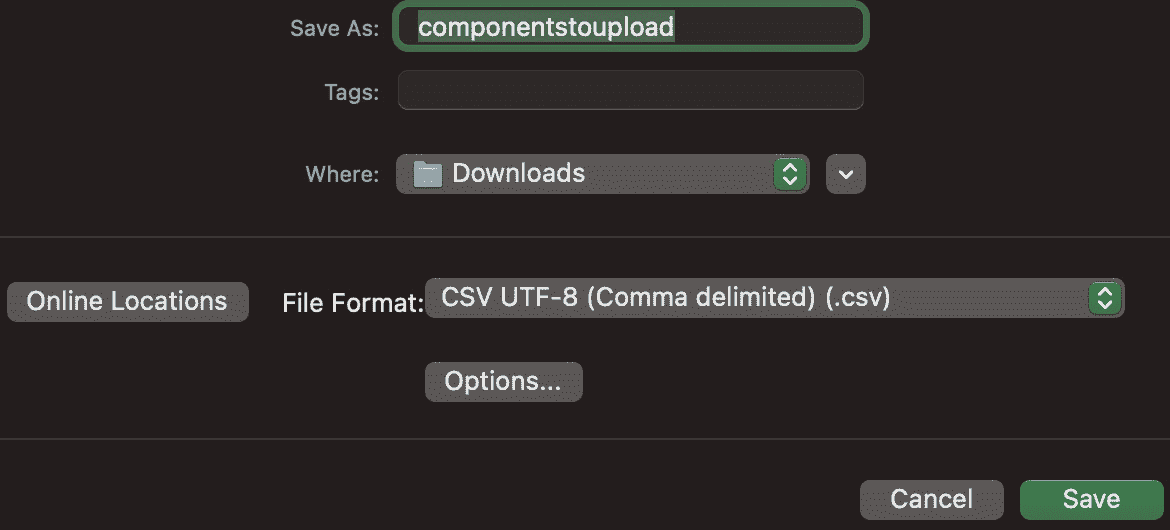 Save As: componentstoupload
Tags:
Where: Downloads
Online Locations File Format: CSV UTF-8 (Comma delimited) (.csv)
Options...
Cancel Save